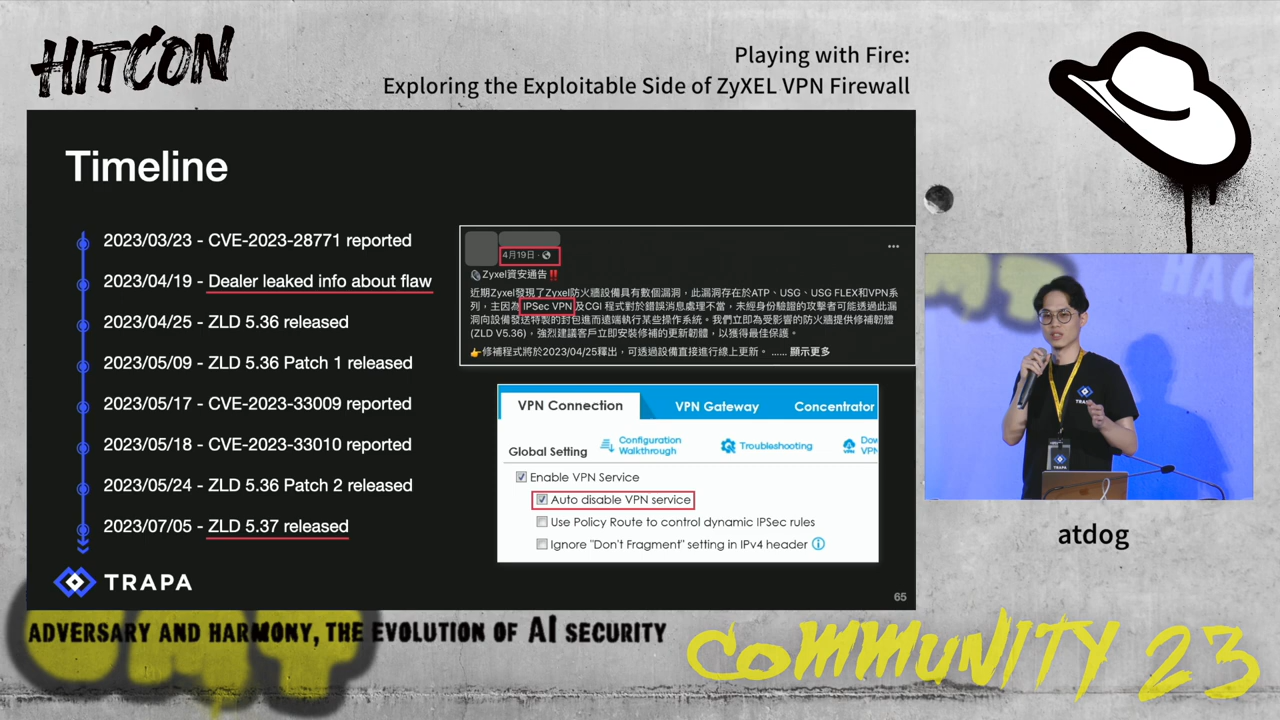 HITCON
Playing with Fire:
Exploring the Exploitable Side of ZyXEL VPN Firewall
Timeline
2023/03/23 - CVE-2023-28771 reported
2023/04/19 - Dealer leaked info about flaw
2023/04/25 - ZLD 5.36 released
2023/05/09 - ZLD 5.36 Patch 1 released
2023/05/17 - CVE-2023-33009 reported
2023/05/18 - CVE-2023-33010 reported
2023/05/24 - ZLD 5.36 Patch 2 released
2023/07/05 - ZLD 5.37 released
4月19日 ·
📎Zyxel資安通告‼️
近期Zyxel發現了Zyxel防火牆設備具有數個漏洞，此漏洞存在於ATP、USG、USG FLEX和VPN系
列，主因為 IPSec VPN 及CGI 程式對於錯誤消息處理不當，未經身份驗證的攻擊者可能透過此漏
洞向設備發送特製的封包進而遠端執行某些操作系統。我們立即為受影響的防火牆提供修補韌體
(ZLD V5.36)，強烈建議客戶立即安裝修補的更新韌體，以獲得最佳保護。
👉修補程式將於2023/04/25釋出，可透過設備直接進行線上更新。 ...... 顯示更多
VPN Connection VPN Gateway Concentrator
Global Setting Configuration Walkthrough Troubleshooting Dow VPN
Enable VPN Service
Auto disable VPN service
Use Policy Route to control dynamic IPSec rules
Ignore "Don't Fragment" setting in IPv4 header
TRAPA
65
TRAPA
TRAPA
atdog
ADVERSARY AND HARMONY, THE EVOLUTION OF AI SECURITY
COMMUNITY 23